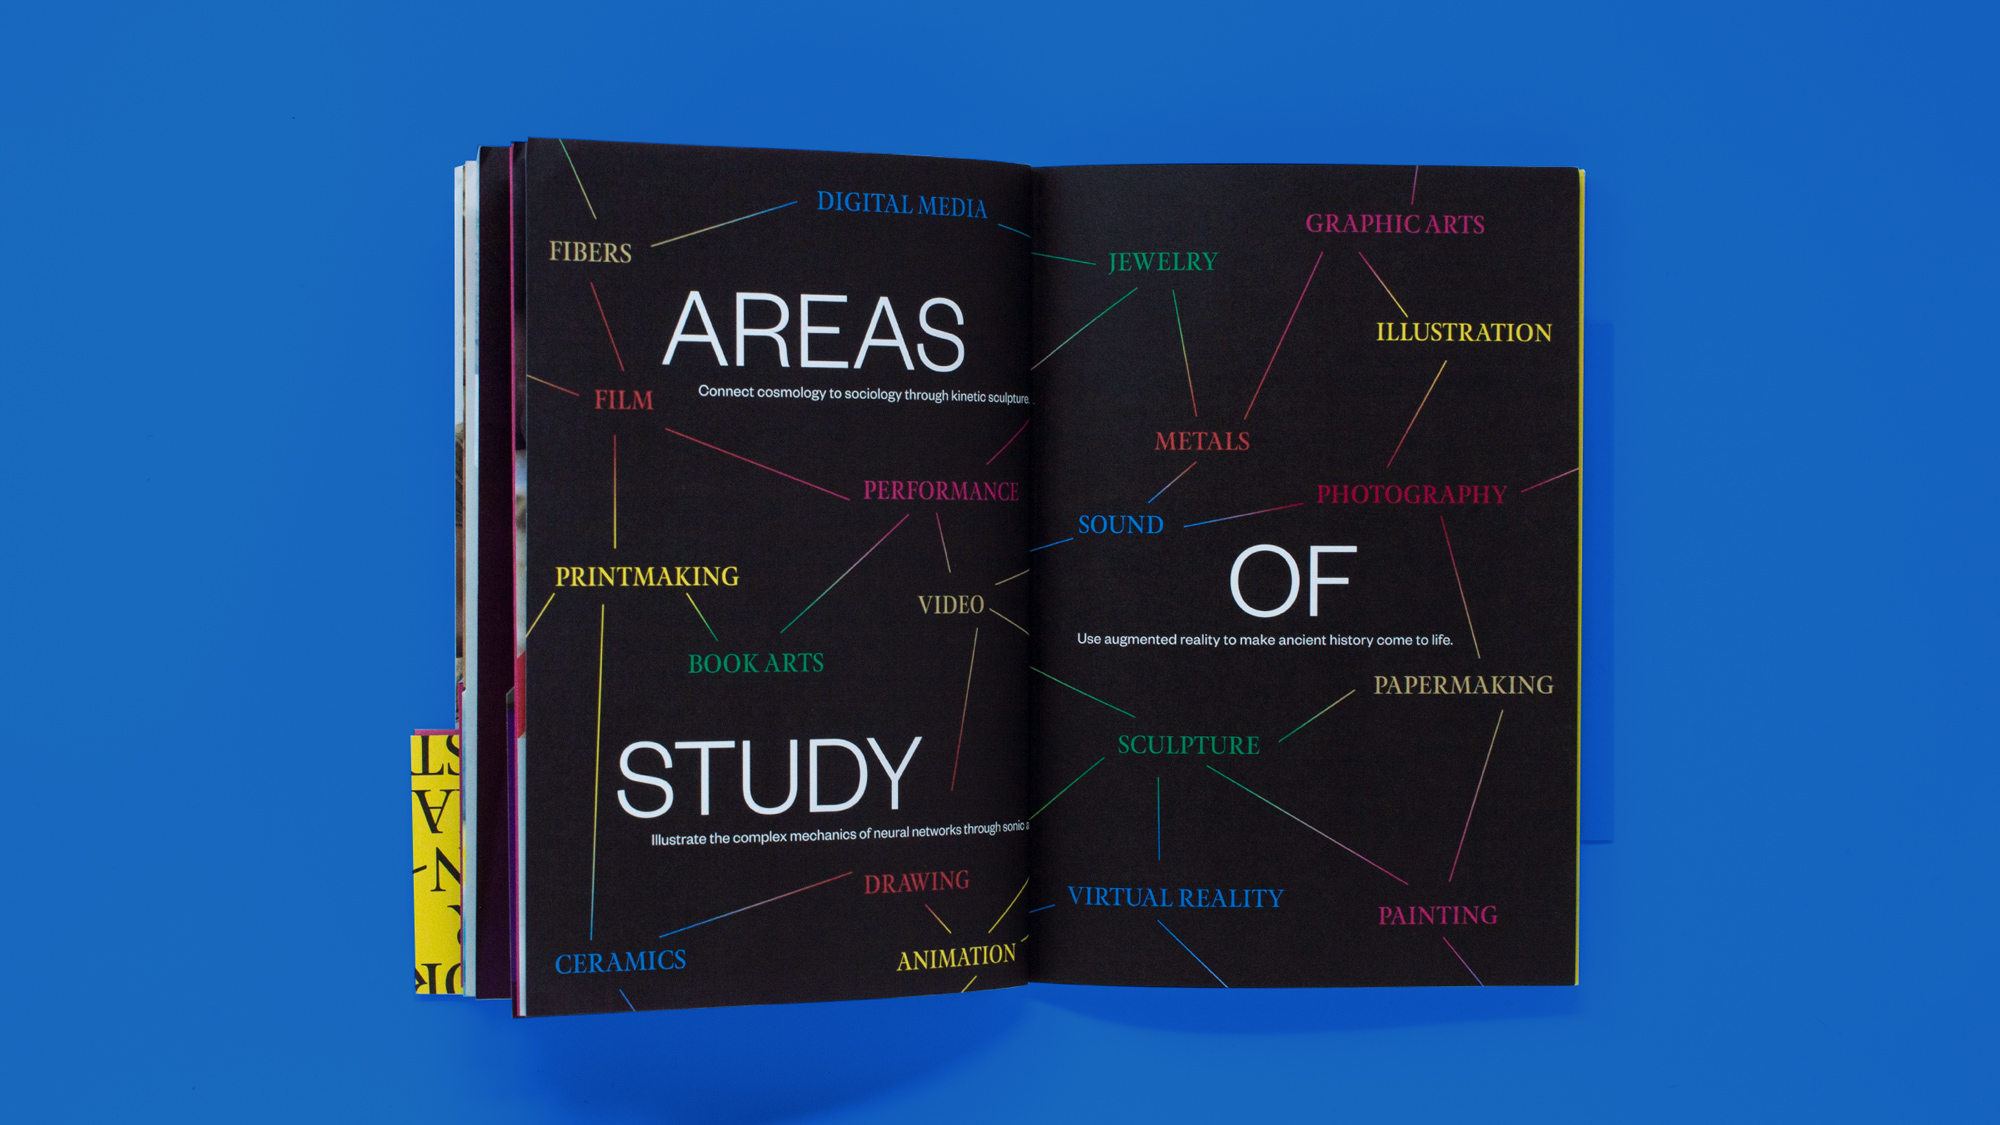 DIGITAL MEDIA
FIBERS
AREAS
Connect cosmology to sociology through kinetic sculpture.
FILM
PERFORMANCE
PRINTMAKING
VIDEO
BOOK ARTS
STUDY
Illustrate the complex mechanics of neural networks through sonic
DRAWING
ANIMATION
CERAMICS
GRAPHIC ARTS
JEWELRY
ILLUSTRATION
METALS
PHOTOGRAPHY
SOUND
OF
Use augmented reality to make ancient history come to life.
PAPERMAKING
SCULPTURE
VIRTUAL REALITY
PAINTING